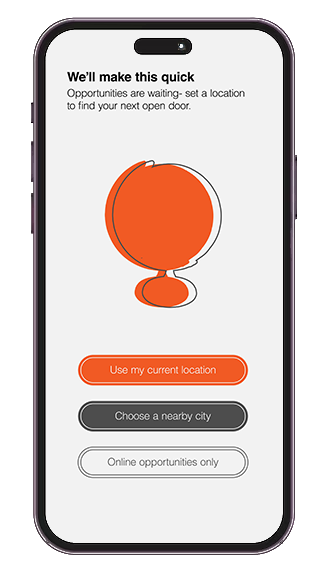 We'll make this quick
Opportunities are waiting- set a location
to find your next open door.
Use my current location
Choose a nearby city
Online opportunities only